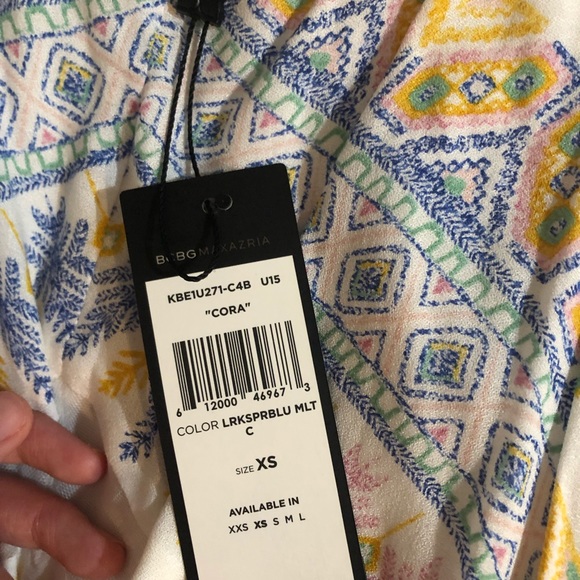 BCBGMAXAZRIA
KBE1U271-C4B U15
"CORA"
6 12000 46967 3
COLOR LRKSPRBLU MLT
C
SIZE XS
AVAILABLE IN
XXS XS S M L